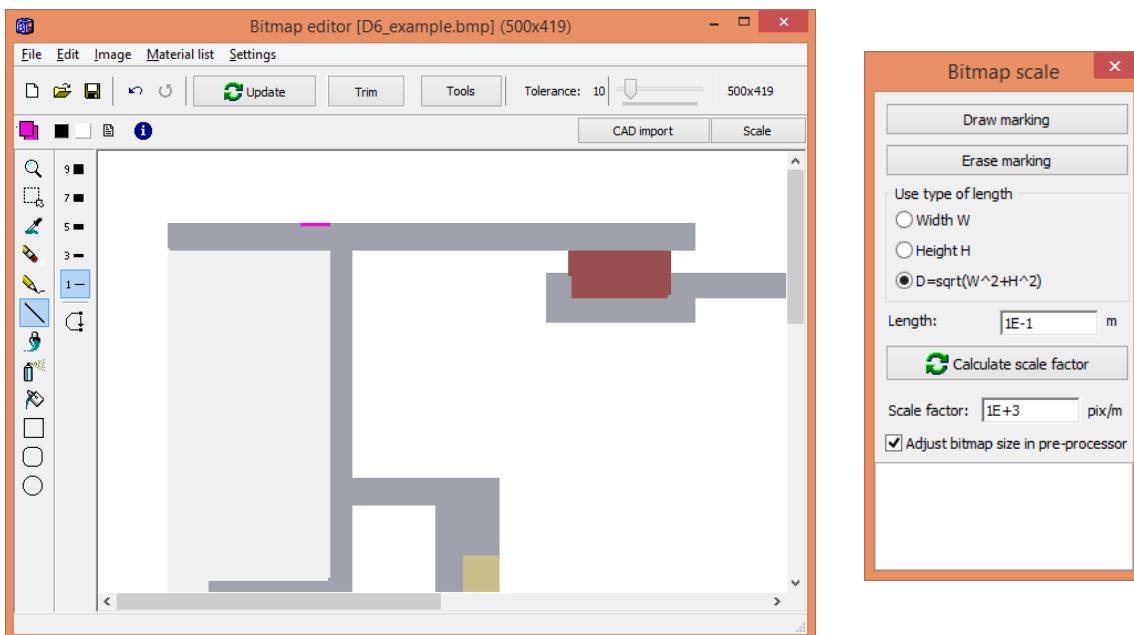 Bitmap editor [D6_example.bmp] (500x419)
File Edit Image Material list Settings
Update Trim Tools Tolerance: 10 500x419
CAD import Scale
9
7
5
3
1
Bitmap scale
Draw marking
Erase marking
Use type of length
Width W
Height H
D=sqrt(W^2+H^2)
Length: 1E-1 m
Calculate scale factor
Scale factor: 1E+3 pix/m
Adjust bitmap size in pre-processor